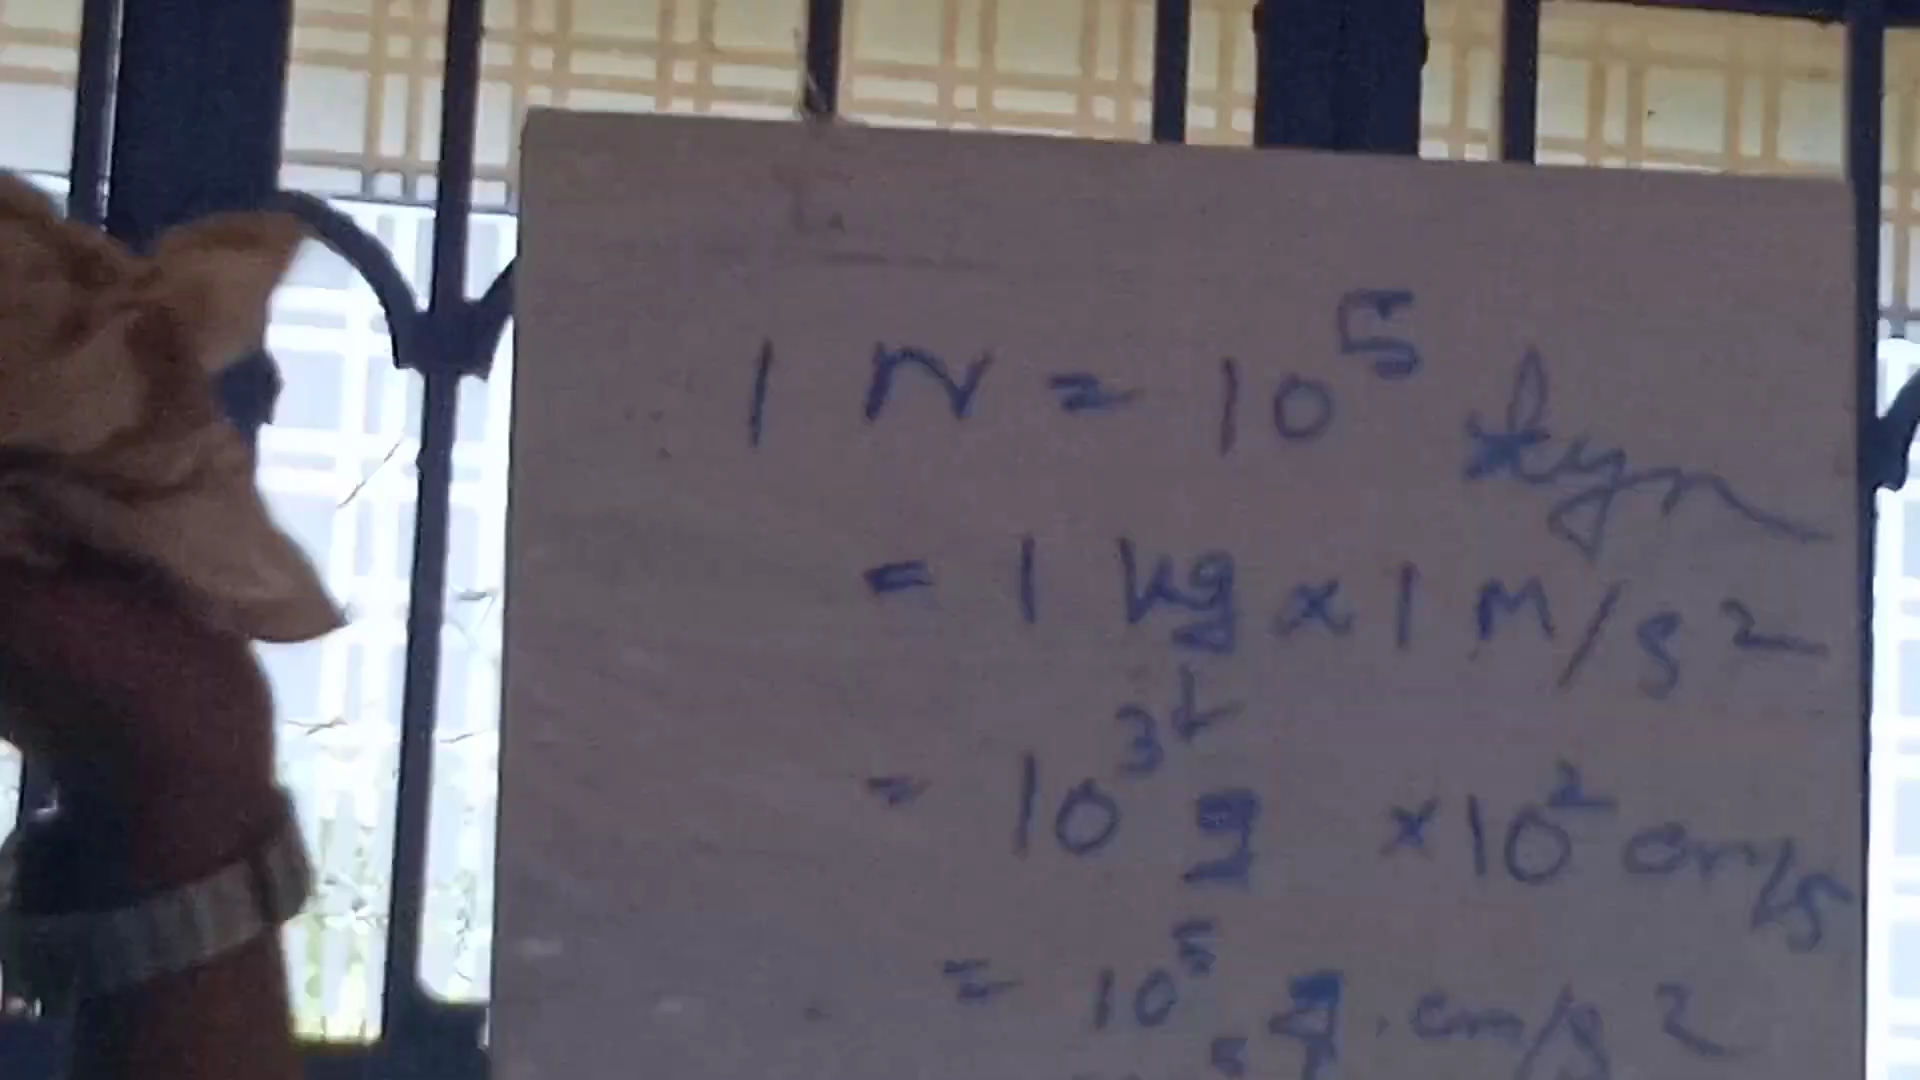 1 N = 10⁵ dyn
= 1 kg × 1 M/s²
= 10³ g × 10² cm/s
= 10⁵ g . cm/s²